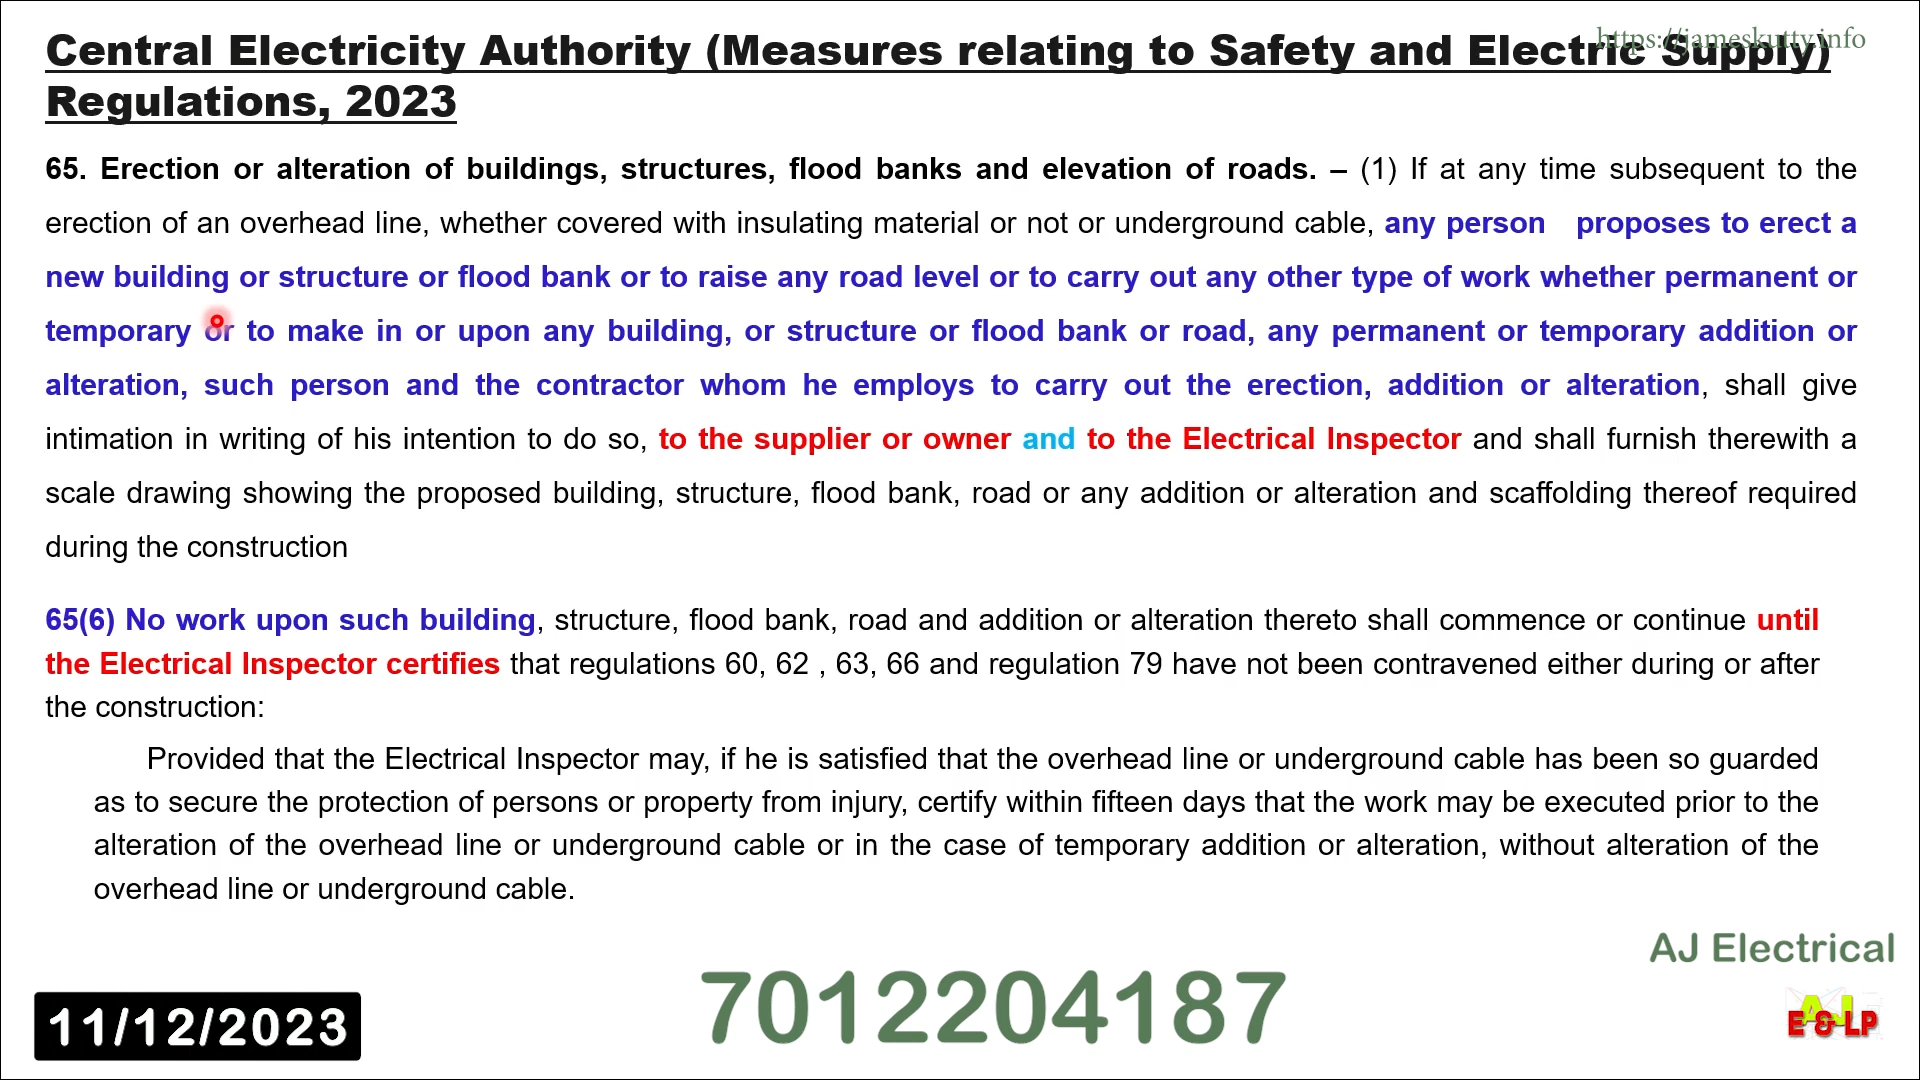 https://jameskutty.info
Central Electricity Authority (Measures relating to Safety and Electric Supply)
Regulations, 2023
65. Erection or alteration of buildings, structures, flood banks and elevation of roads. – (1) If at any time subsequent to the
erection of an overhead line, whether covered with insulating material or not or underground cable, any person proposes to erect a
new building or structure or flood bank or to raise any road level or to carry out any other type of work whether permanent or
temporary or to make in or upon any building, or structure or flood bank or road, any permanent or temporary addition or
alteration, such person and the contractor whom he employs to carry out the erection, addition or alteration, shall give
intimation in writing of his intention to do so, to the supplier or owner and to the Electrical Inspector and shall furnish therewith a
scale drawing showing the proposed building, structure, flood bank, road or any addition or alteration and scaffolding thereof required
during the construction
65(6) No work upon such building, structure, flood bank, road and addition or alteration thereto shall commence or continue until
the Electrical Inspector certifies that regulations 60, 62 , 63, 66 and regulation 79 have not been contravened either during or after
the construction:
Provided that the Electrical Inspector may, if he is satisfied that the overhead line or underground cable has been so guarded
as to secure the protection of persons or property from injury, certify within fifteen days that the work may be executed prior to the
alteration of the overhead line or underground cable or in the case of temporary addition or alteration, without alteration of the
overhead line or underground cable.
AJ Electrical
7012204187
11/12/2023
AJ
E & LP